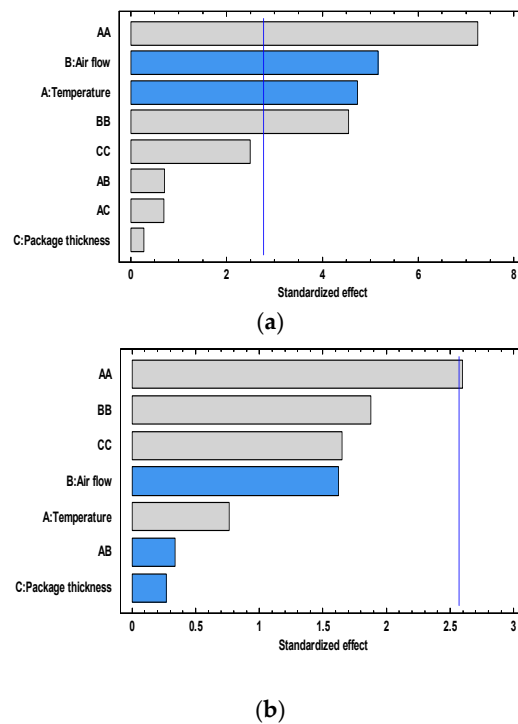 AA
B:Air flow
A:Temperature
BB
CC
AB
AC
C:Package thickness
0 2 4 6 8
Standardized effect
(a)
AA
BB
CC
B:Air flow
A:Temperature
AB
C:Package thickness
0 0.5 1 1.5 2 2.5 3
Standardized effect
(b)